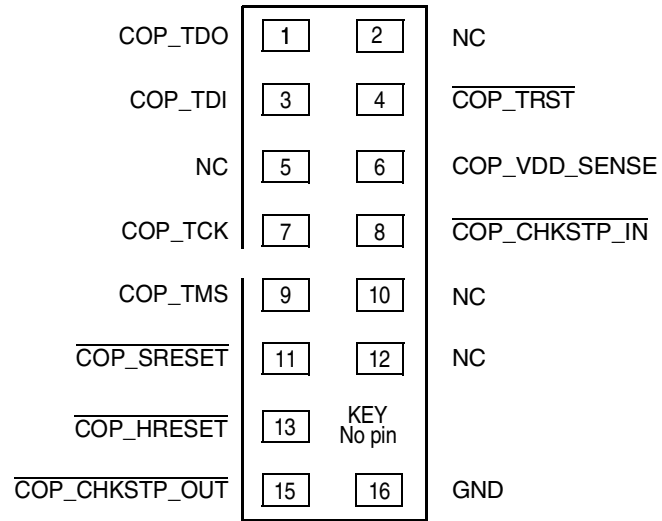 COP_TDO 1 2 NC
COP_TDI 3 4 COP_TRST
NC 5 6 COP_VDD_SENSE
COP_TCK 7 8 COP_CHKSTP_IN
COP_TMS 9 10 NC
COP_SRESET 11 12 NC
COP_HRESET 13 KEY
No pin
COP_CHKSTP_OUT 15 16 GND